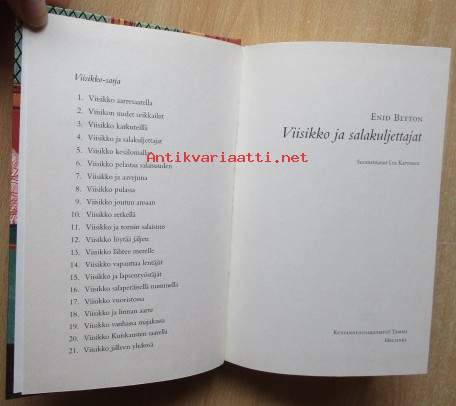 Viisikko-sarja
1. Viisikko aarresaarella
2. Viisikon uudet seikkailut
3. Viisikko karkuteillä
4. Viisikko ja salakuljettajat
5. Viisikko kesälomalla
6. Viisikko pelastaa salaisuuden
7. Viisikko ja aavejuna
8. Viisikko pulassa
9. Viisikko joutuu ansaan
10. Viisikko retkellä
11. Viisikko ja tornin salaisuus
12. Viisikko löytää jäljen
13. Viisikko lähtee merelle
14. Viisikko vapauttaa lentäjät
15. Viisikko ja lapsenryöstäjät
16. Viisikko salaperäisellä nummella
17. Viisikko vuoristossa
18. Viisikko ja linnan aarre
19. Viisikko vanhassa majakassa
20. Viisikko Kuiskausten saarella
21. Viisikko jälleen yhdessä
Enid Blyton
Viisikko ja salakuljettajat
Suomentanut Lea Karvonen
Kustannusosakeyhtiö Tammi
Helsinki
Antikvariaatti.net